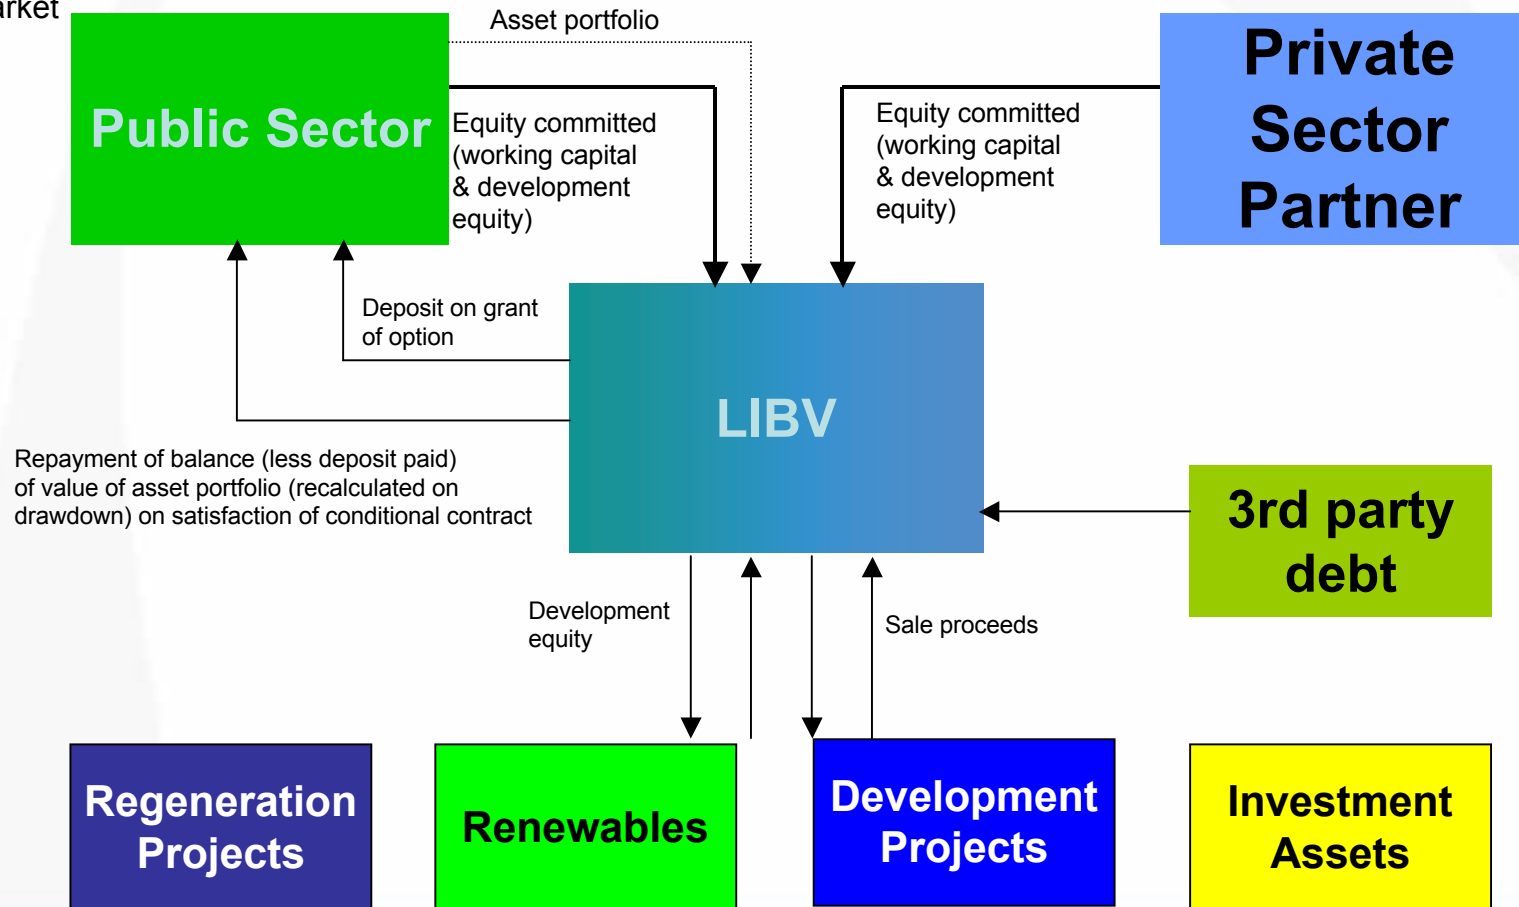 Asset portfolio
Public Sector
Equity committed
(working capital
& development
equity)
Equity committed
(working capital
& development
equity)
Private
Sector
Partner
Deposit on grant
of option
LIBV
Repayment of balance (less deposit paid)
of value of asset portfolio (recalculated on
drawdown) on satisfaction of conditional contract
3rd party
debt
Development
equity
Sale proceeds
Regeneration
Projects
Renewables
Development
Projects
Investment
Assets